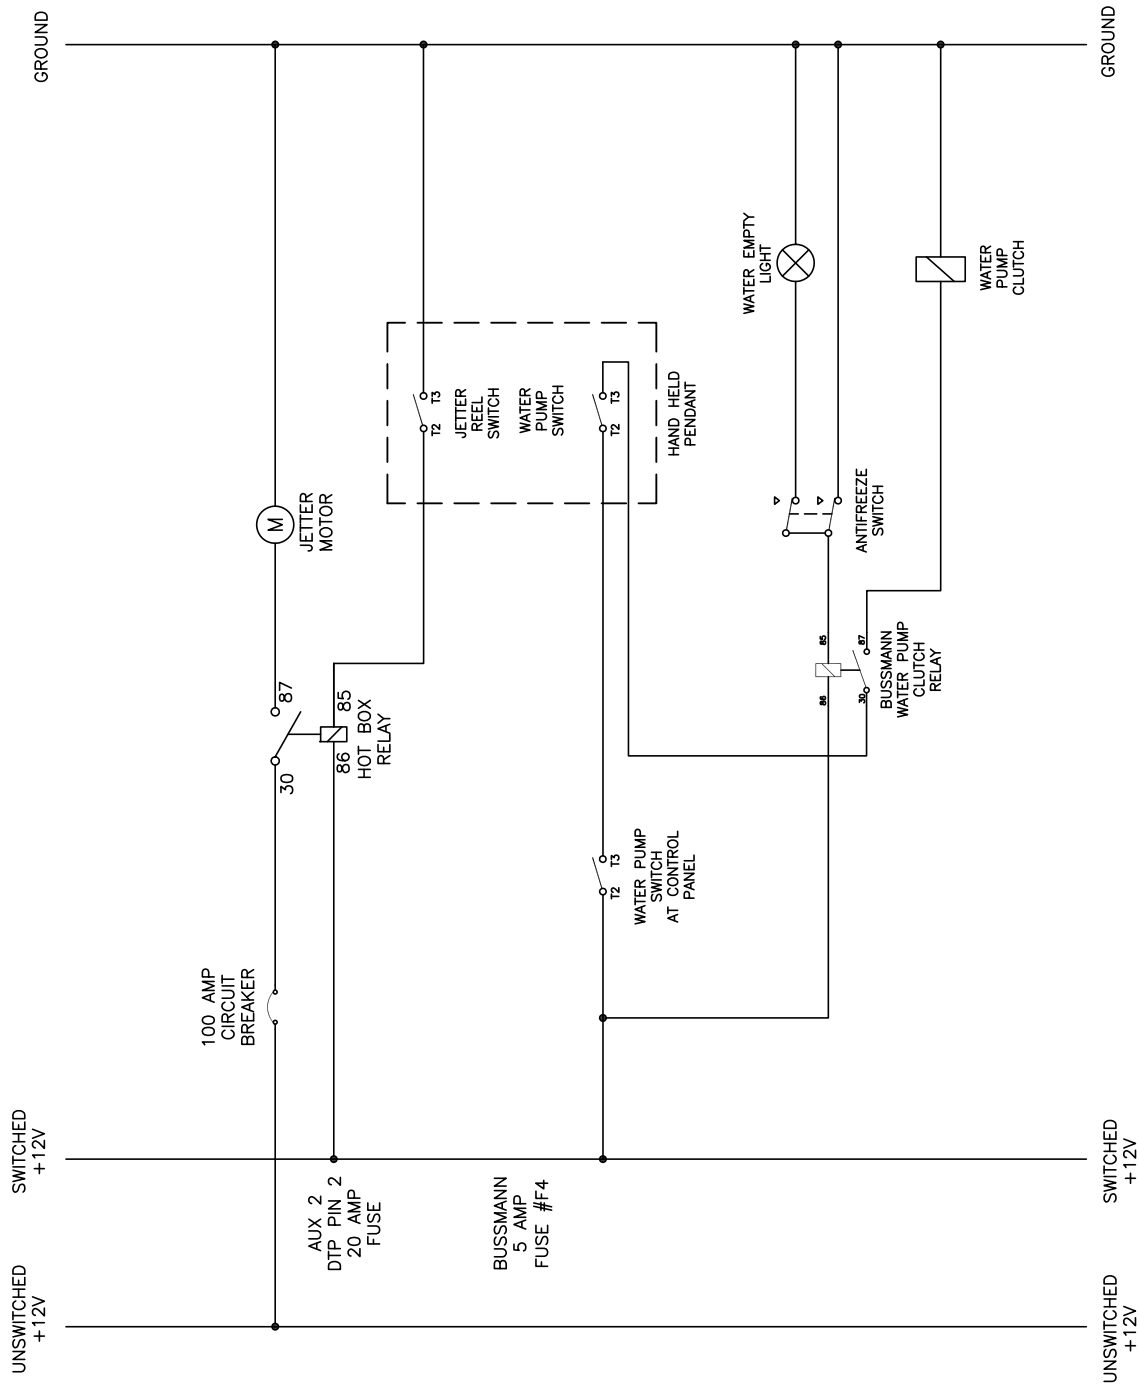 UNSWITCHED
+12V
SWITCHED
+12V
GROUND
100 AMP
CIRCUIT
BREAKER
30
87
M
JETTER
MOTOR
AUX 2
DTP PIN 2
20 AMP
FUSE
86
85
HOT BOX
RELAY
T2
T3
JETTER
REEL
SWITCH
BUSSMANN
5 AMP
FUSE #F4
T2
T3
WATER PUMP
SWITCH
AT CONTROL
PANEL
WATER
PUMP
SWITCH
T2
T3
HAND HELD
PENDANT
WATER EMPTY
LIGHT
86
85
ANTIFREEZE
SWITCH
30
87
BUSSMANN
WATER PUMP
CLUTCH
RELAY
WATER
PUMP
CLUTCH
UNSWITCHED
+12V
SWITCHED
+12V
GROUND